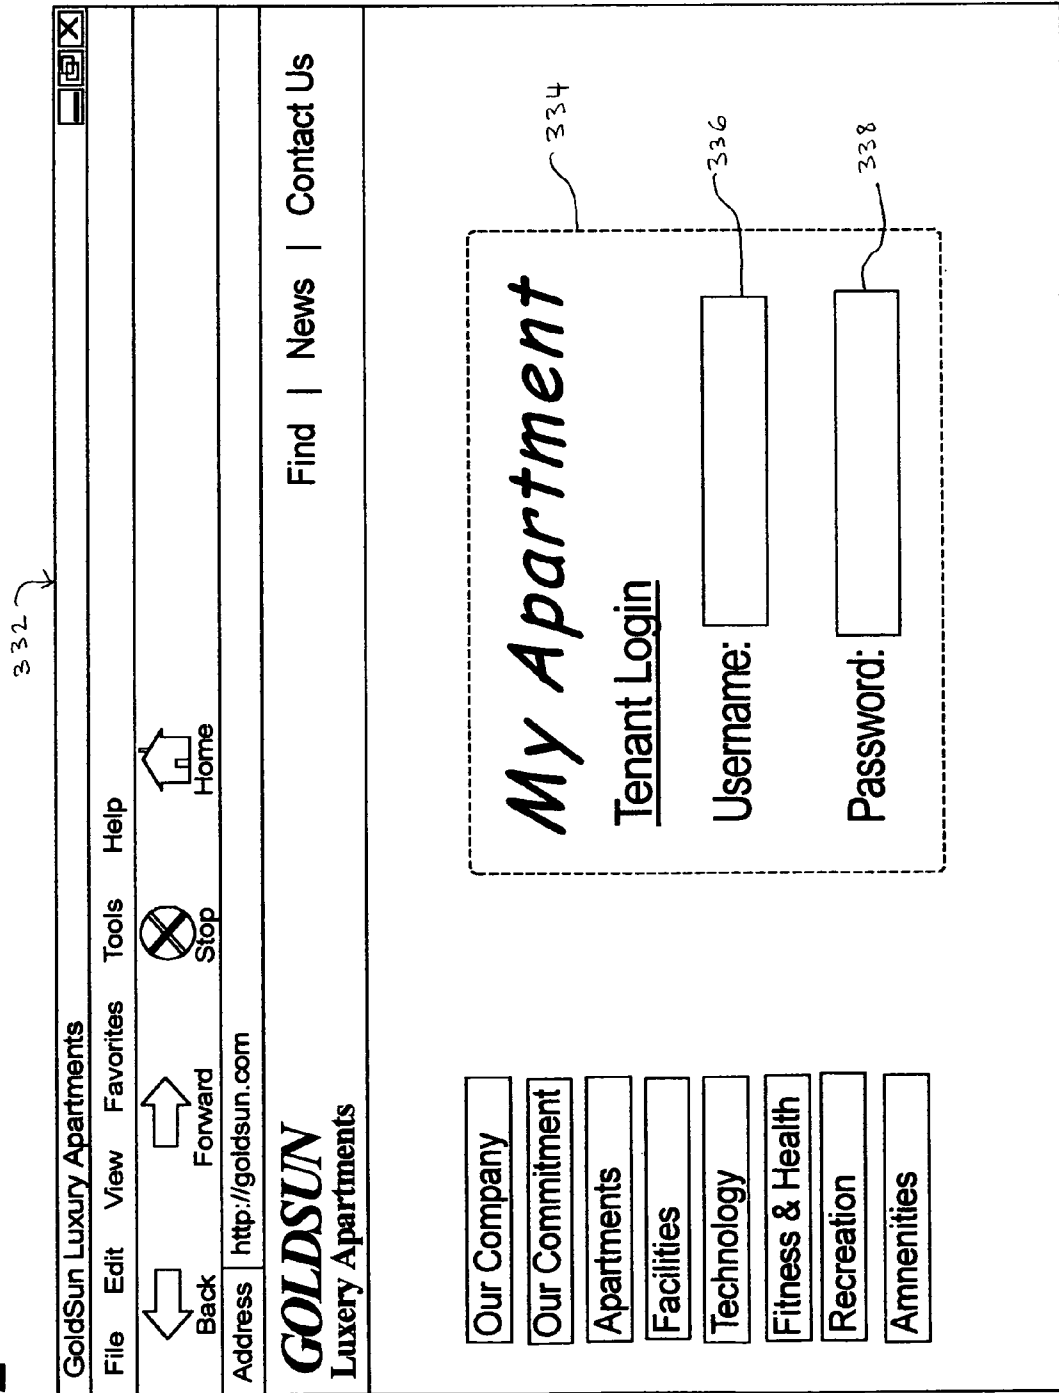 332
GoldSun Luxury Apartments
File Edit View Favorites Tools Help
Back Forward Stop Home
Address http://goldsun.com
GOLDSUN
Luxery Apartments
Find | News | Contact Us
Our Company
Our Commitment
Apartments
Facilities
Technology
Fitness & Health
Recreation
Amnenities
My Apartment
Tenant Login
Username:
Password:
334
336
338